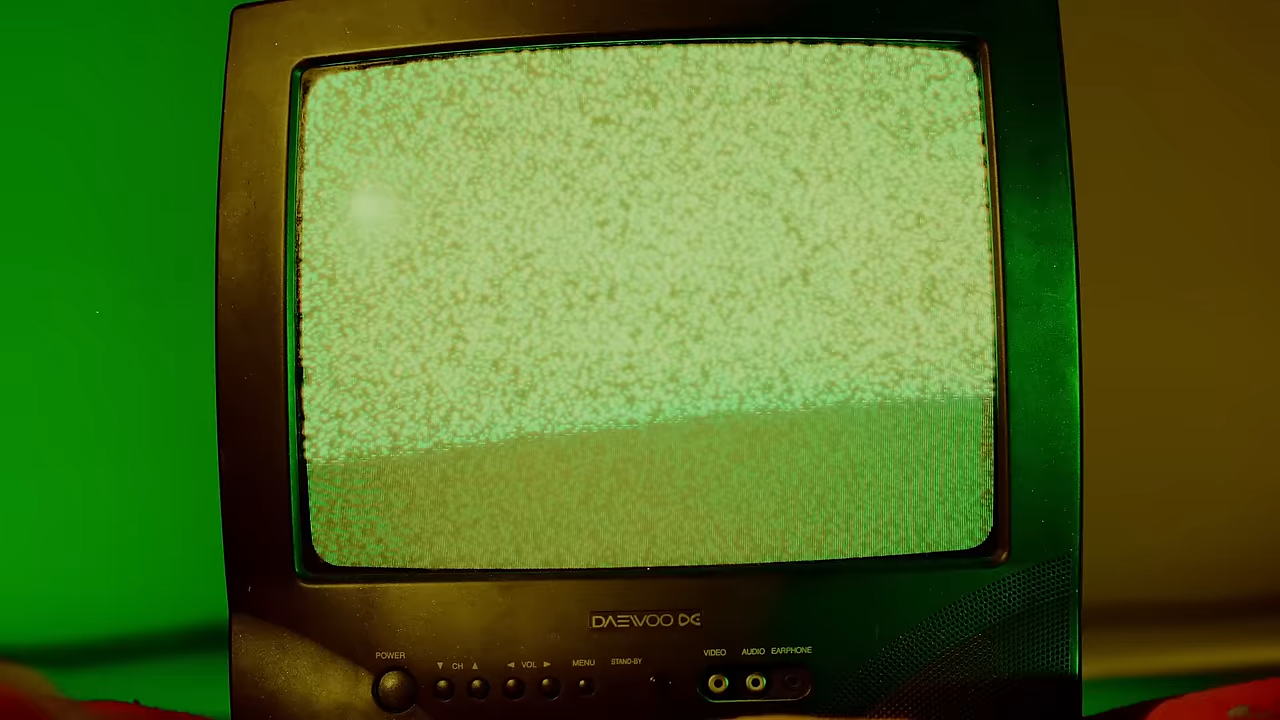 DAEWOO DE
POWER
▼ CH ▲
◄ VOL ►
MENU
STAND-BY
VIDEO
AUDIO
EARPHONE